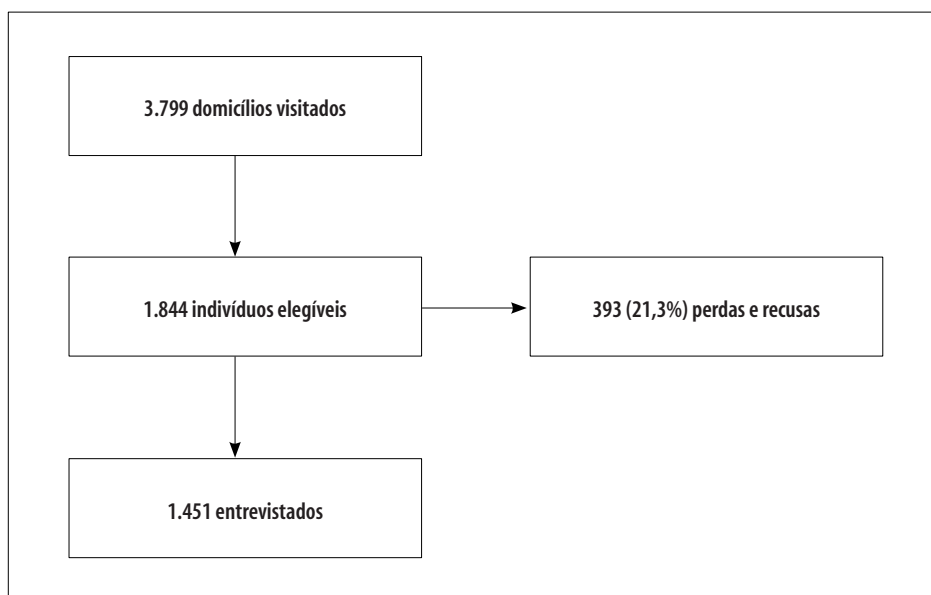 3.799 domicílios visitados
1.844 indivíduos elegíveis
393 (21,3%) perdas e recusas
1.451 entrevistados